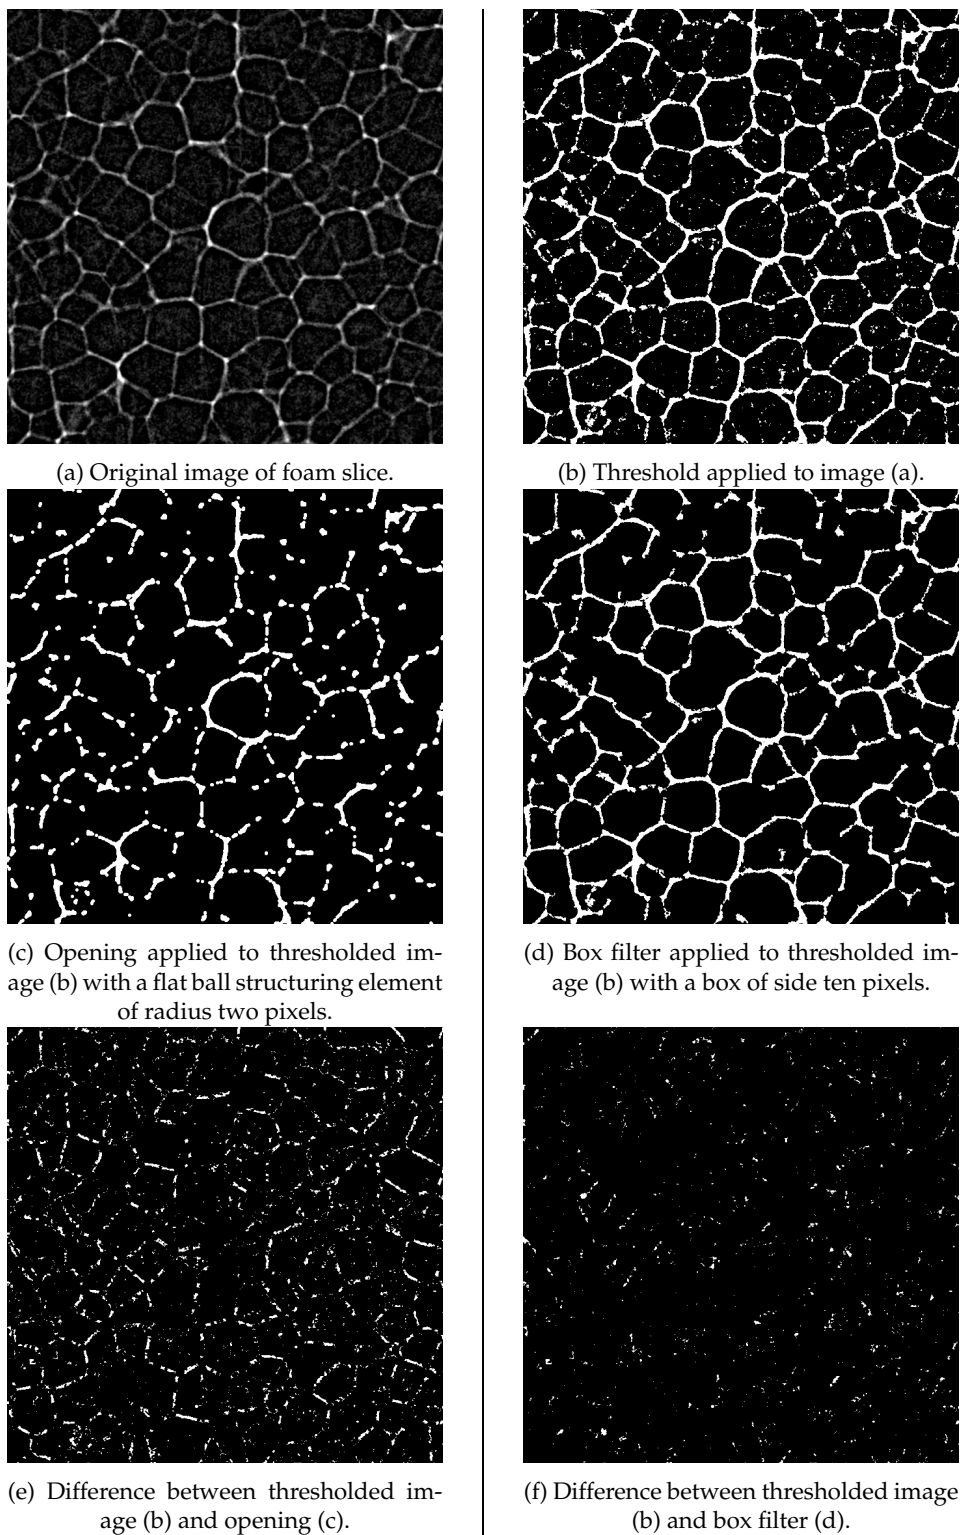 (a) Original image of foam slice.
(b) Threshold applied to image (a).
(c) Opening applied to thresholded im-
age (b) with a flat ball structuring element
of radius two pixels.
(d) Box filter applied to thresholded im-
age (b) with a box of side ten pixels.
(e) Difference between thresholded im-
age (b) and opening (c).
(f) Difference between thresholded image
(b) and box filter (d).